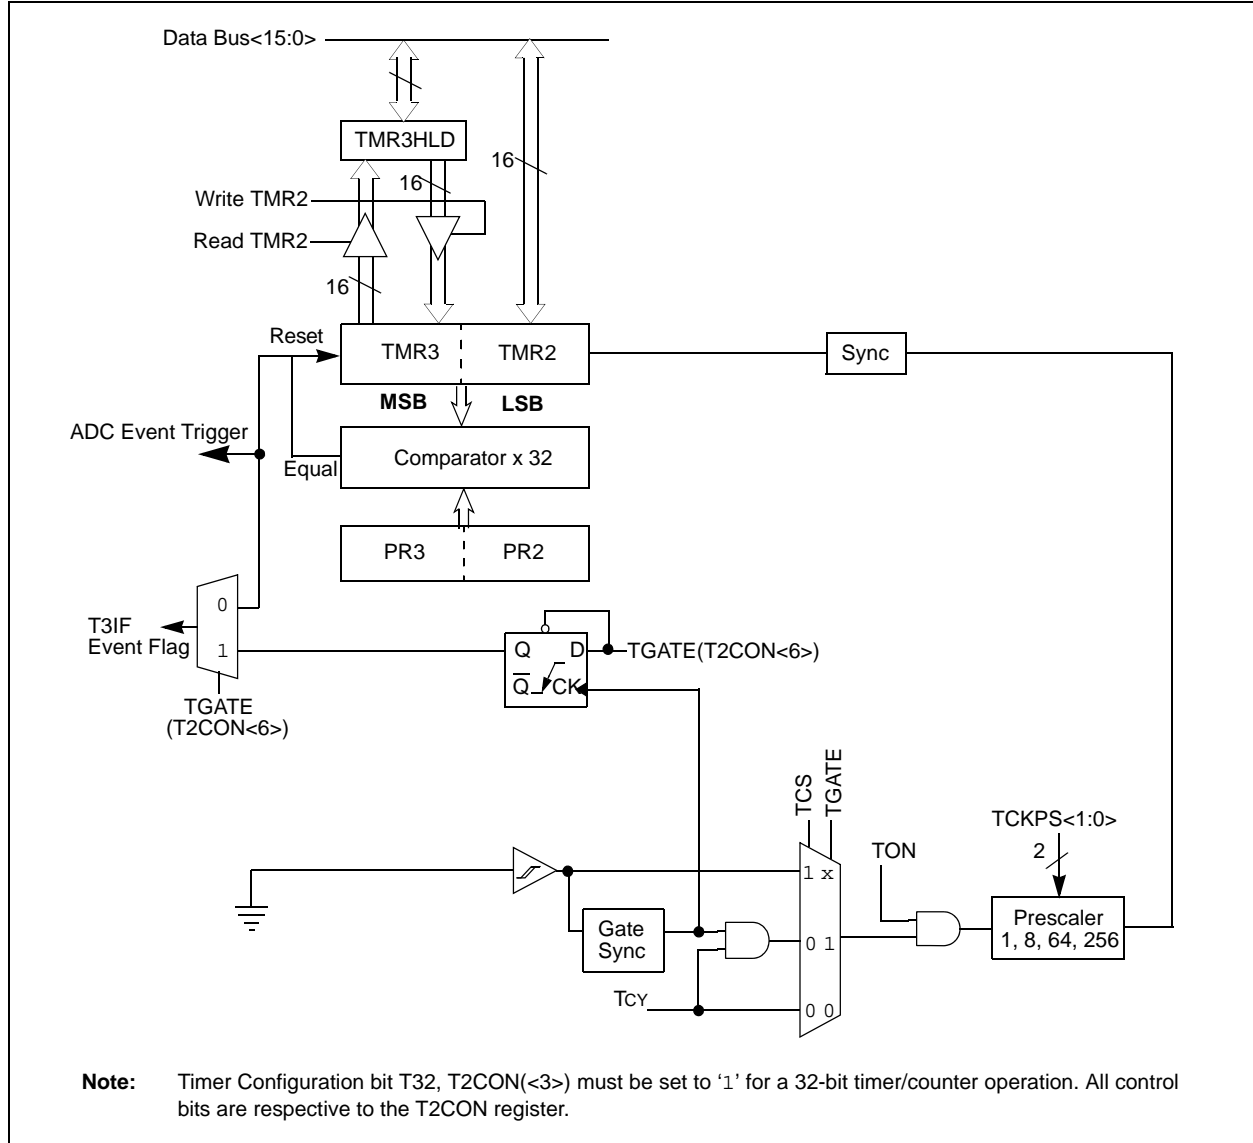 Data Bus<15:0>
TMR3HLD
16
16
Write TMR2
Read TMR2
16
Reset
TMR3
TMR2
Sync
MSB
LSB
ADC Event Trigger
Equal
Comparator x 32
PR3
PR2
0
T3IF
Event Flag
1
Q
D
TGATE(T2CON<6>)
Q
CK
TGATE
(T2CON<6>)
TCS
TGATE
TCKPS<1:0>
2
TON
1 x
Prescaler
1, 8, 64, 256
Gate
Sync
0 1
TCY
0 0
Note: Timer Configuration bit T32, T2CON(<3>) must be set to ‘1’ for a 32-bit timer/counter operation. All control
bits are respective to the T2CON register.